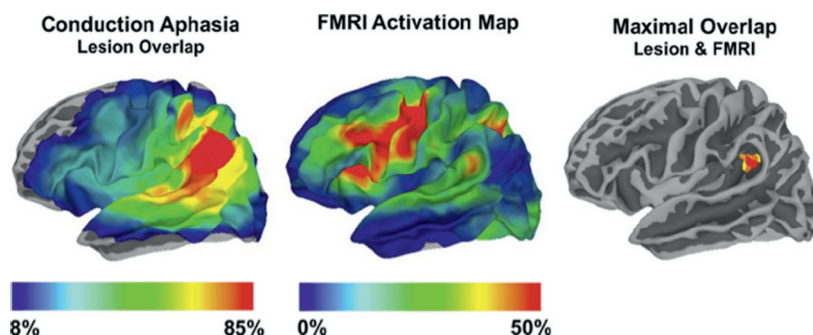 Conduction Aphasia
Lesion Overlap
FMRI Activation Map
Maximal Overlap
Lesion & FMRI
8%
85%
0%
50%